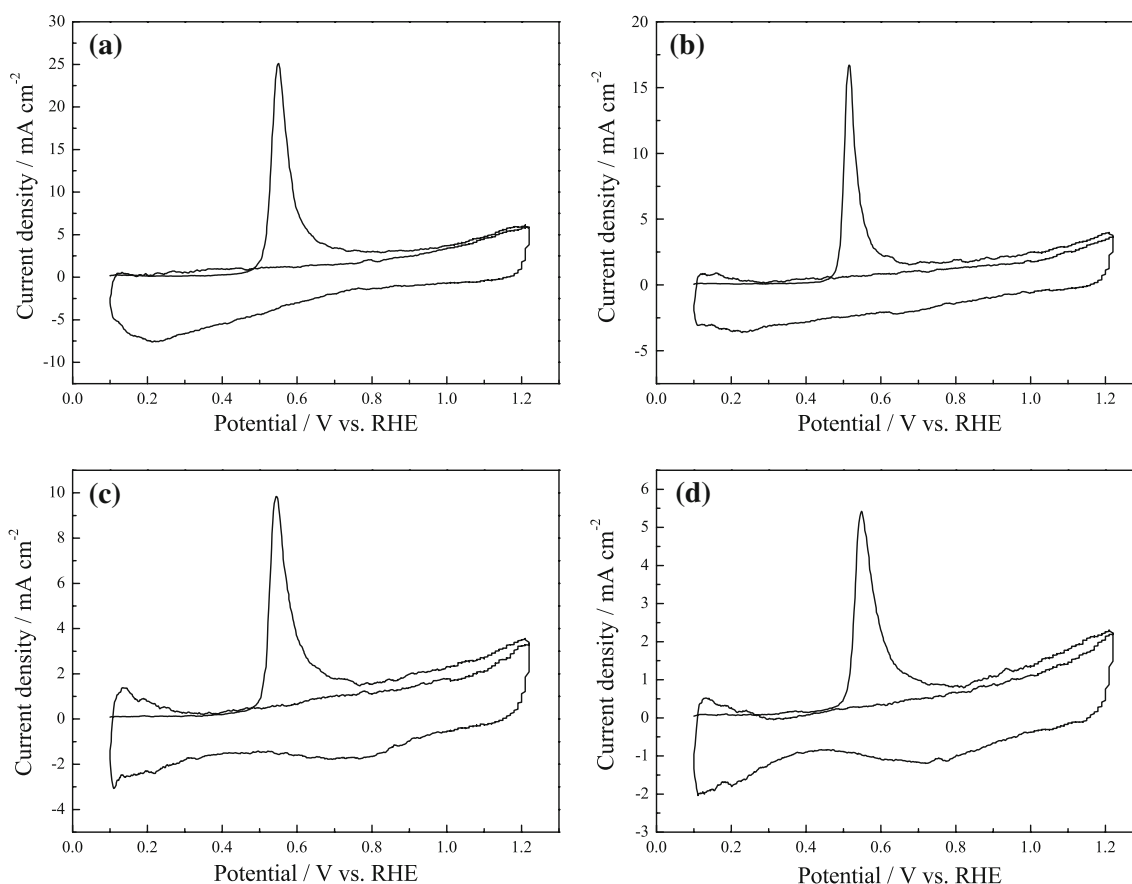 (a)
30
25
20
15
10
5
0
-5
-10
Current density / mA cm⁻²
0.0 0.2 0.4 0.6 0.8 1.0 1.2
Potential / V vs. RHE
(b)
20
15
10
5
0
-5
Current density / mA cm⁻²
0.0 0.2 0.4 0.6 0.8 1.0 1.2
Potential / V vs. RHE
(c)
10
8
6
4
2
0
-2
-4
Current density / mA cm⁻²
0.0 0.2 0.4 0.6 0.8 1.0 1.2
Potential / V vs. RHE
(d)
6
5
4
3
2
1
0
-1
-2
-3
Current density / mA cm⁻²
0.0 0.2 0.4 0.6 0.8 1.0 1.2
Potential / V vs. RHE